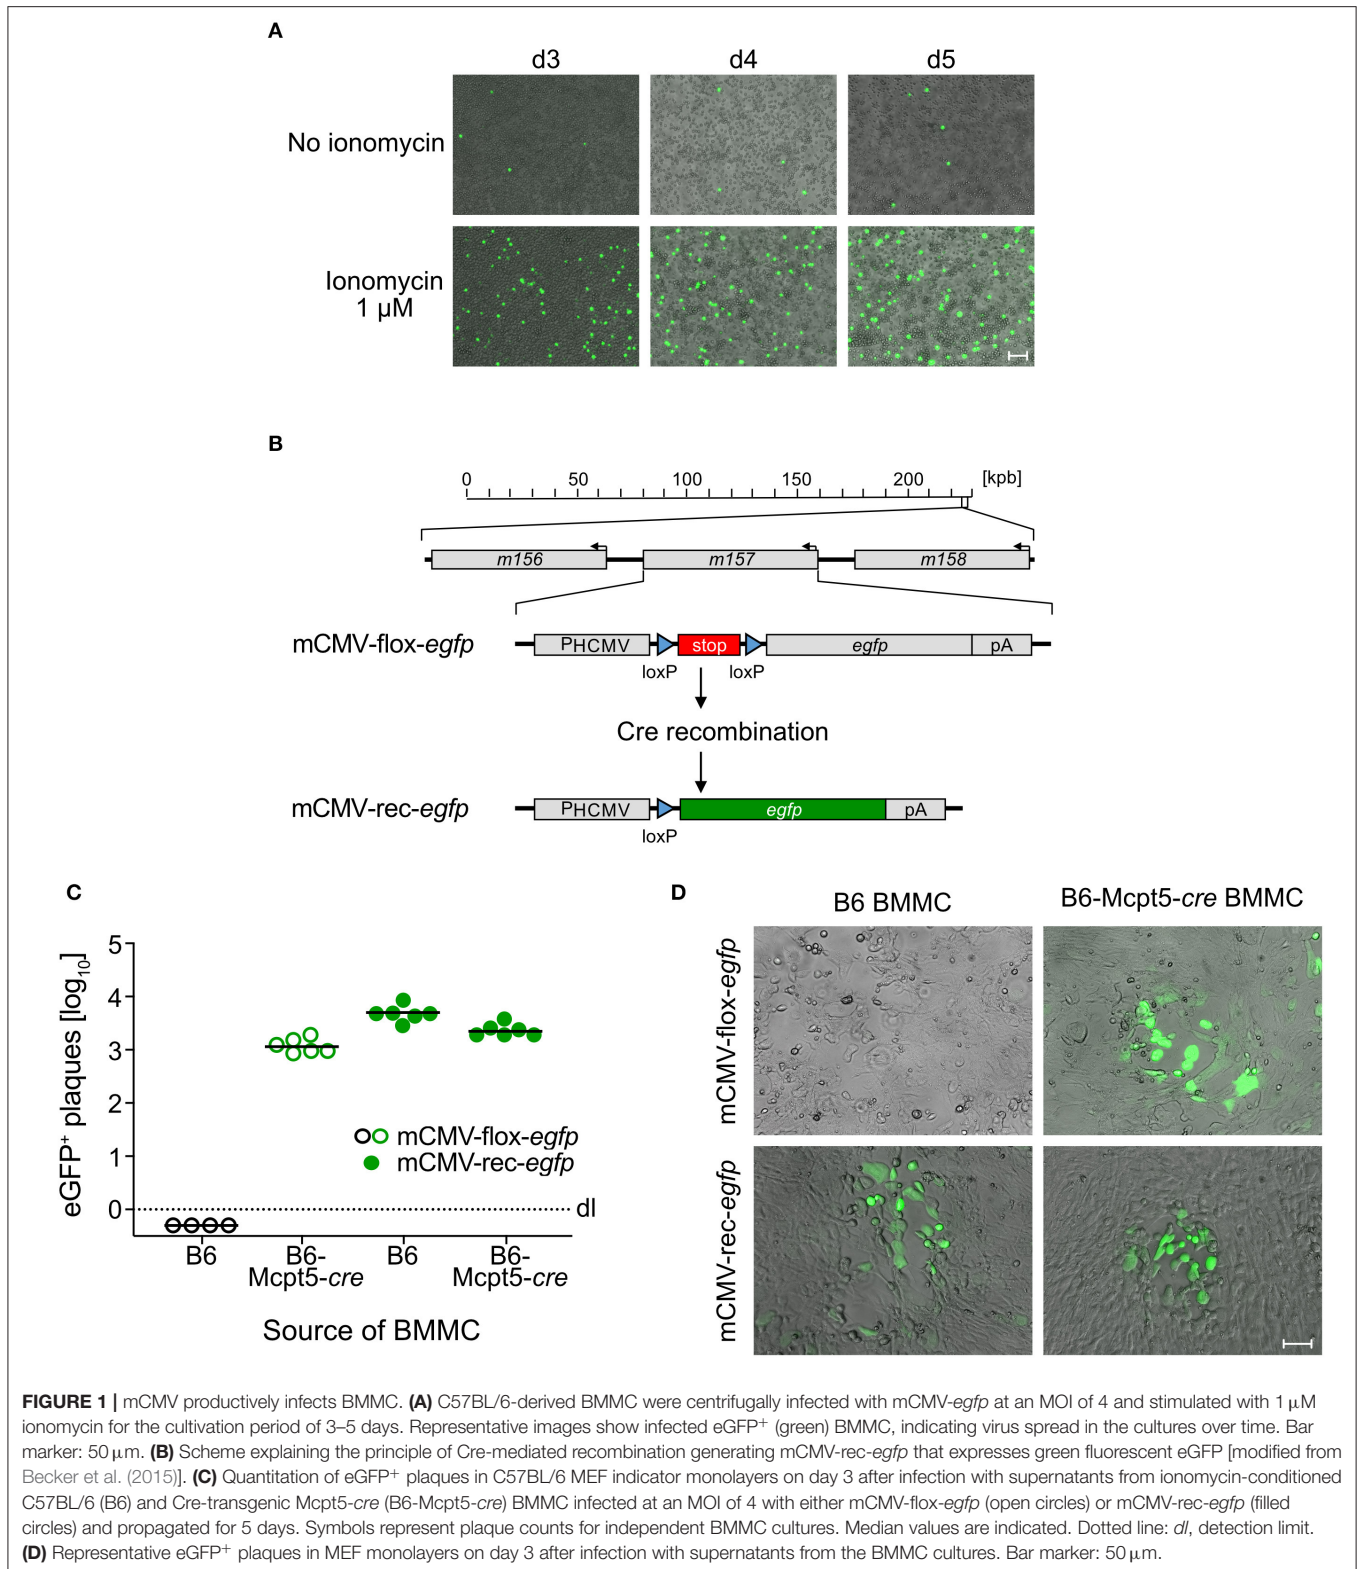 A
d3 d4 d5
No ionomycin
Ionomycin
1 µM
B
0 50 100 150 200 [kpb]
m156 m157 m158
mCMV-flox-egfp PHCMV stop egfp pA
loxP loxP
Cre recombination
mCMV-rec-egfp PHCMV egfp pA
loxP
C
eGFP+ plaques [log10]
5
4
3
2
1
0
mCMV-flox-egfp
mCMV-rec-egfp
dl
B6 B6-Mcpt5-cre B6 B6-Mcpt5-cre
Source of BMMC
D
B6 BMMC B6-Mcpt5-cre BMMC
mCMV-flox-egfp
mCMV-rec-egfp
FIGURE 1 | mCMV productively infects BMMC. (A) C57BL/6-derived BMMC were centrifugally infected with mCMV-egfp at an MOI of 4 and stimulated with 1 µM
ionomycin for the cultivation period of 3–5 days. Representative images show infected eGFP+ (green) BMMC, indicating virus spread in the cultures over time. Bar
marker: 50 µm. (B) Scheme explaining the principle of Cre-mediated recombination generating mCMV-rec-egfp that expresses green fluorescent eGFP [modified from
Becker et al. (2015)]. (C) Quantitation of eGFP+ plaques in C57BL/6 MEF indicator monolayers on day 3 after infection with supernatants from ionomycin-conditioned
C57BL/6 (B6) and Cre-transgenic Mcpt5-cre (B6-Mcpt5-cre) BMMC infected at an MOI of 4 with either mCMV-flox-egfp (open circles) or mCMV-rec-egfp (filled
circles) and propagated for 5 days. Symbols represent plaque counts for independent BMMC cultures. Median values are indicated. Dotted line: dl, detection limit.
(D) Representative eGFP+ plaques in MEF monolayers on day 3 after infection with supernatants from the BMMC cultures. Bar marker: 50 µm.